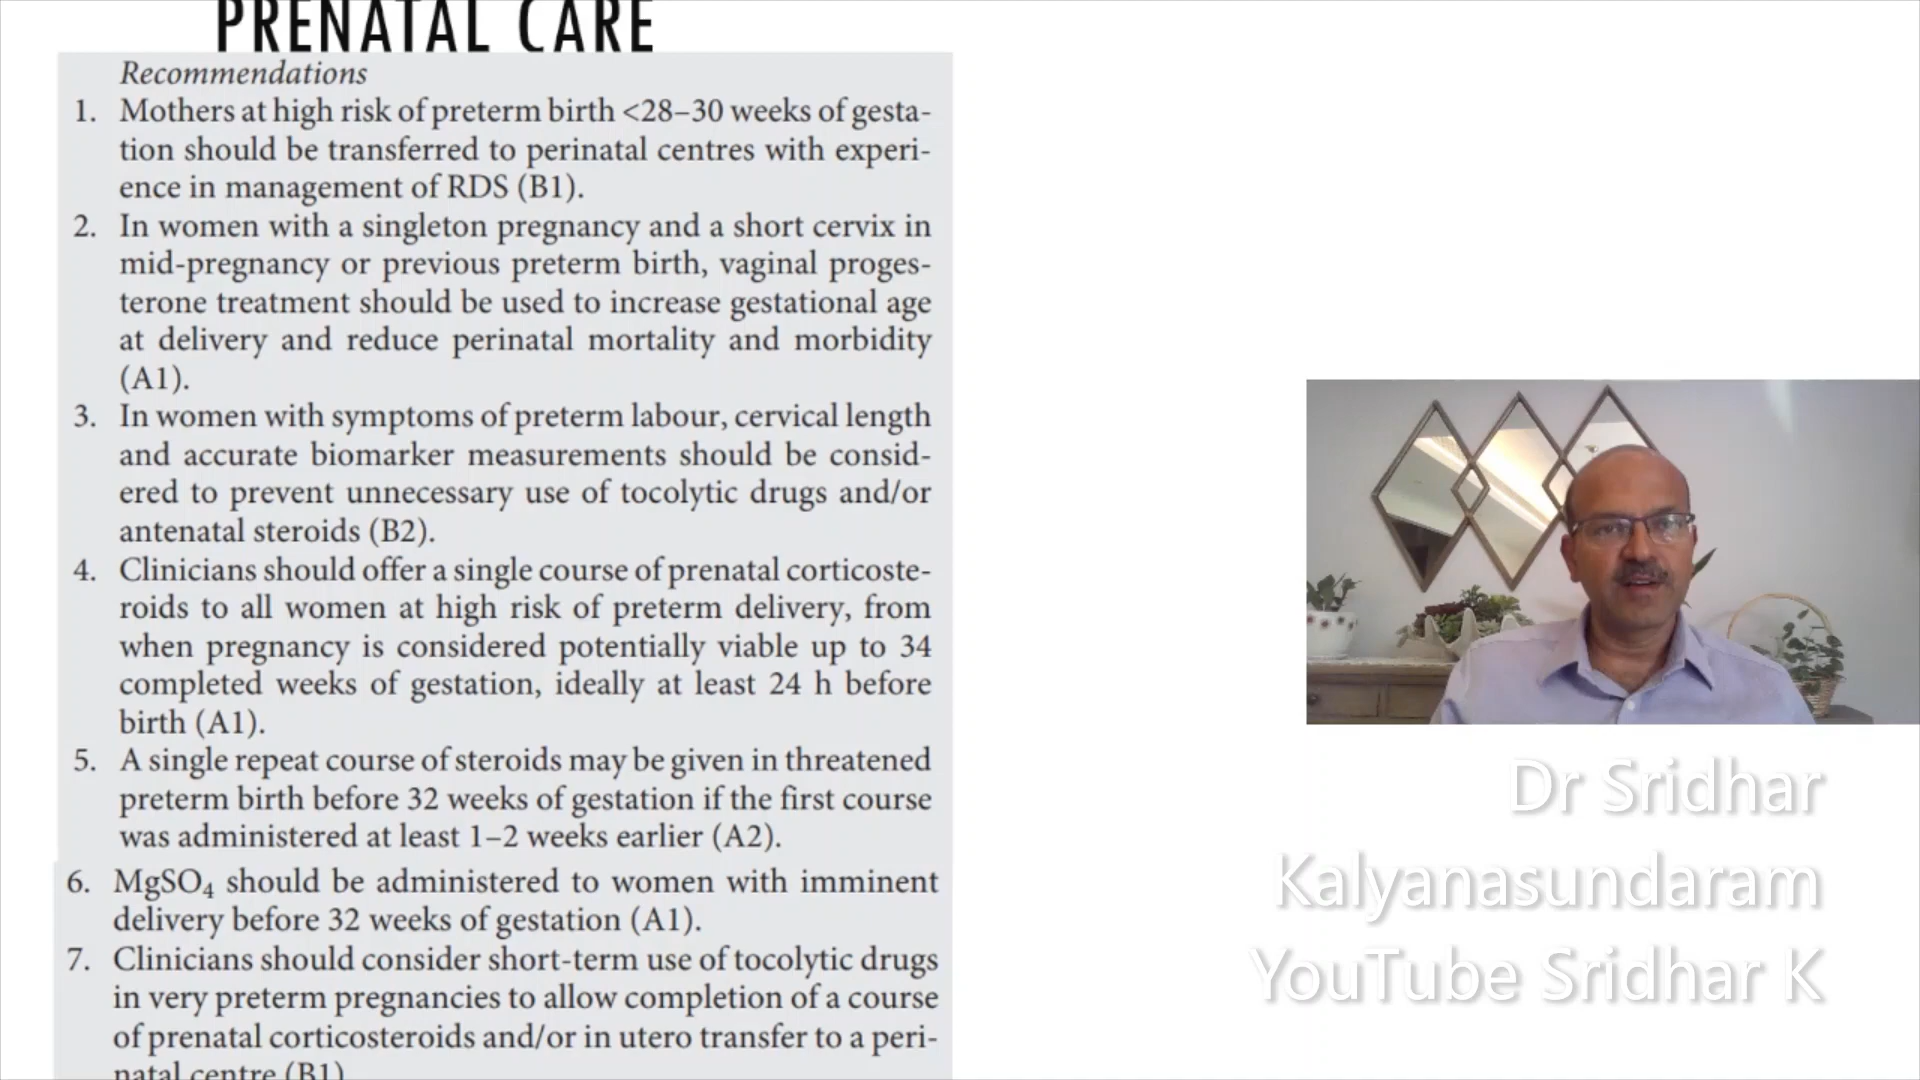 PRENATAL CARE
Recommendations
1. Mothers at high risk of preterm birth <28–30 weeks of gesta-
tion should be transferred to perinatal centres with experi-
ence in management of RDS (B1).
2. In women with a singleton pregnancy and a short cervix in
mid-pregnancy or previous preterm birth, vaginal proges-
terone treatment should be used to increase gestational age
at delivery and reduce perinatal mortality and morbidity
(A1).
3. In women with symptoms of preterm labour, cervical length
and accurate biomarker measurements should be consid-
ered to prevent unnecessary use of tocolytic drugs and/or
antenatal steroids (B2).
4. Clinicians should offer a single course of prenatal corticoste-
roids to all women at high risk of preterm delivery, from
when pregnancy is considered potentially viable up to 34
completed weeks of gestation, ideally at least 24 h before
birth (A1).
5. A single repeat course of steroids may be given in threatened
preterm birth before 32 weeks of gestation if the first course
was administered at least 1–2 weeks earlier (A2).
6. MgSO₄ should be administered to women with imminent
delivery before 32 weeks of gestation (A1).
7. Clinicians should consider short-term use of tocolytic drugs
in very preterm pregnancies to allow completion of a course
of prenatal corticosteroids and/or in utero transfer to a peri-
natal centre (B1)
Dr Sridhar
Kalyanasundaram
YouTube Sridhar K